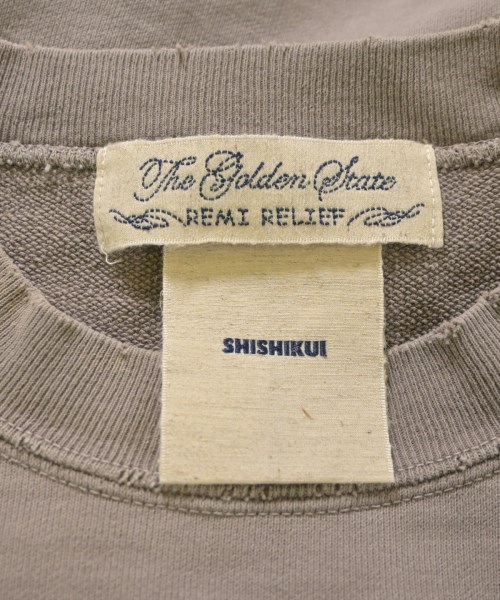 The Golden State
REMI RELIEF
SHISHIKUI